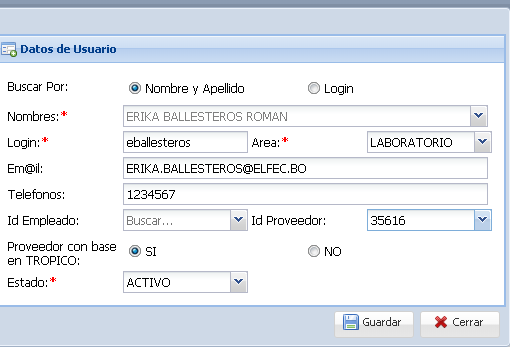 Datos de Usuario
Buscar Por: Nombre y Apellido Login
Nombres:* ERIKA BALLESTEROS ROMAN
Login:* eballesteros Area:* LABORATORIO
Em@il: ERIKA.BALLESTEROS@ELFEC.BO
Telefonos: 1234567
Id Empleado: Buscar... Id Proveedor: 35616
Proveedor con base
en TROPICO: SI NO
Estado:* ACTIVO
Guardar Cerrar